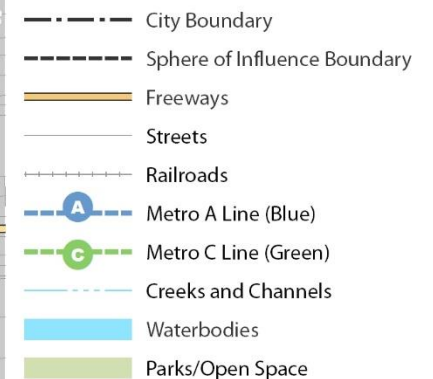 City Boundary
Sphere of Influence Boundary
Freeways
Streets
Railroads
A Metro A Line (Blue)
C Metro C Line (Green)
Creeks and Channels
Waterbodies
Parks/Open Space